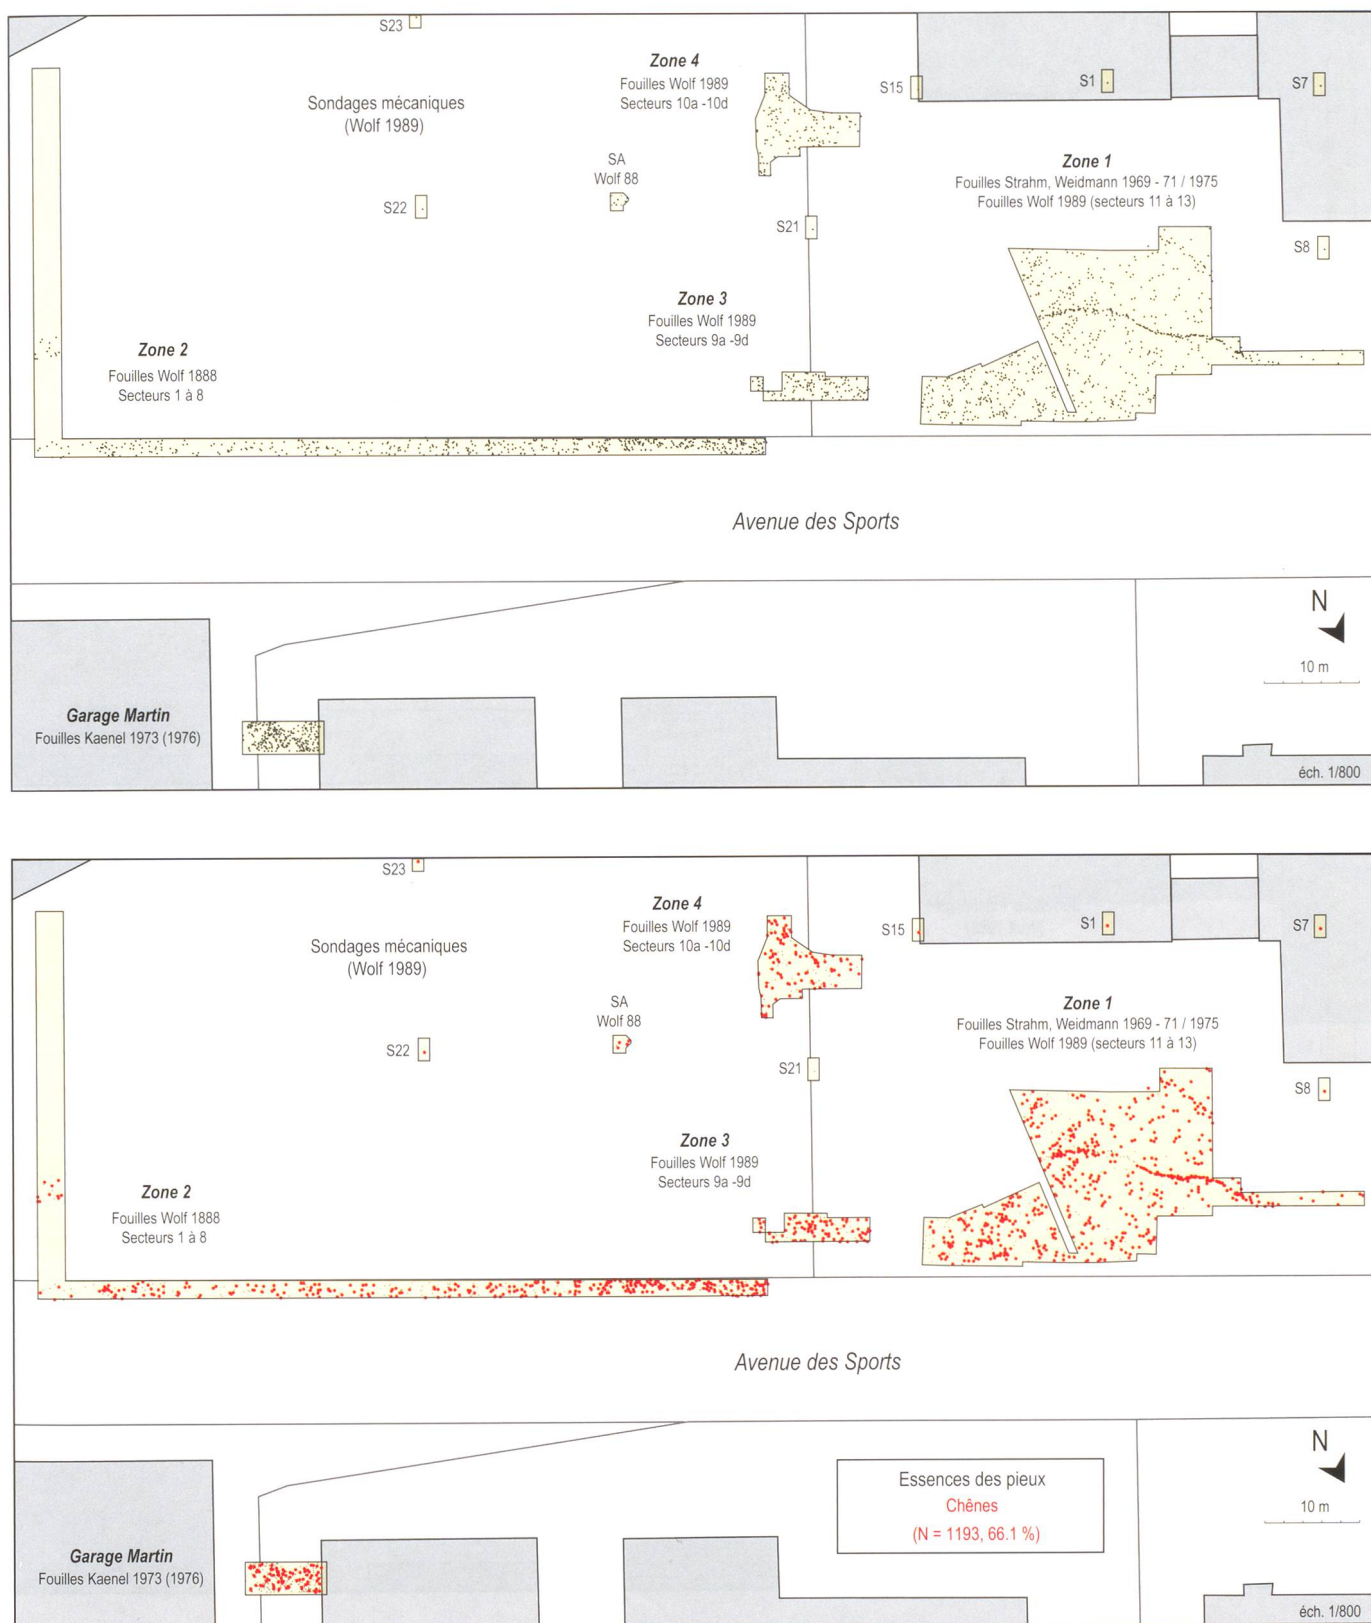 S23
Zone 4
Fouilles Wolf 1989
Secteurs 10a -10d
Sondages mécaniques
(Wolf 1989)
S15
S1
S7
SA
Wolf 88
S22
S21
Zone 1
Fouilles Strahm, Weidmann 1969 - 71 / 1975
Fouilles Wolf 1989 (secteurs 11 à 13)
S8
Zone 3
Fouilles Wolf 1989
Secteurs 9a -9d
Zone 2
Fouilles Wolf 1888
Secteurs 1 à 8
Avenue des Sports
N
10 m
Garage Martin
Fouilles Kaenel 1973 (1976)
éch. 1/800
S23
Zone 4
Fouilles Wolf 1989
Secteurs 10a -10d
Sondages mécaniques
(Wolf 1989)
S15
S1
S7
SA
Wolf 88
S22
S21
Zone 1
Fouilles Strahm, Weidmann 1969 - 71 / 1975
Fouilles Wolf 1989 (secteurs 11 à 13)
S8
Zone 3
Fouilles Wolf 1989
Secteurs 9a -9d
Zone 2
Fouilles Wolf 1888
Secteurs 1 à 8
Avenue des Sports
Essences des pieux
Chênes
(N = 1193, 66.1 %)
N
10 m
Garage Martin
Fouilles Kaenel 1973 (1976)
éch. 1/800